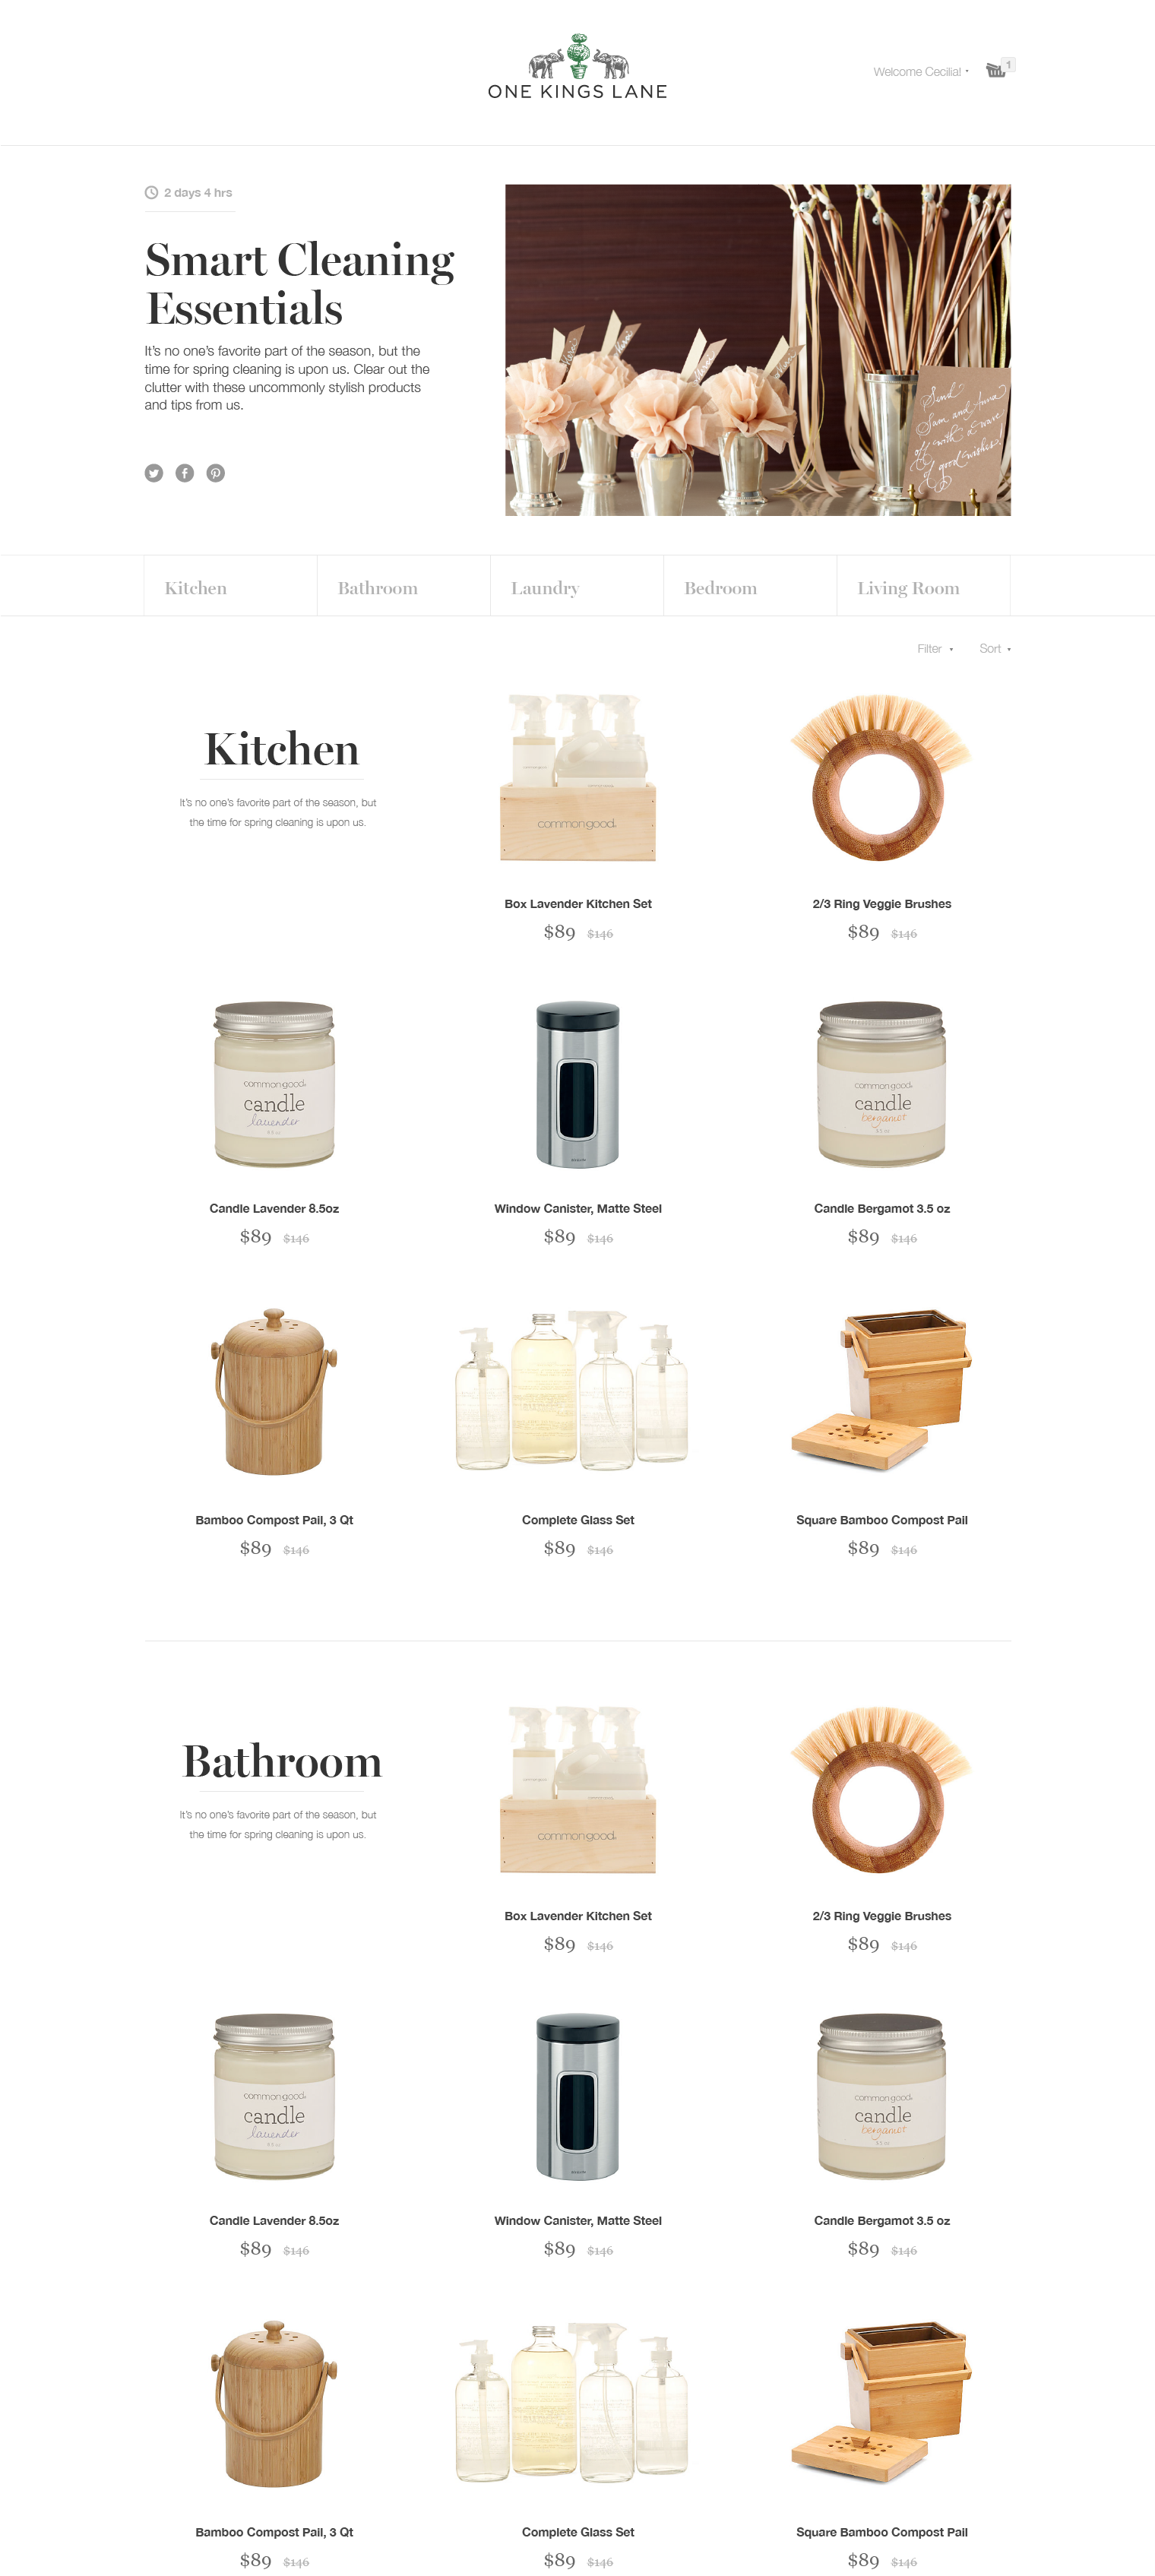 ONE KINGS LANE
Welcome Cecilia!
1
2 days 4 hrs
Smart Cleaning
Essentials
It's no one's favorite part of the season, but the
time for spring cleaning is upon us. Clear out the
clutter with these uncommonly stylish products
and tips from us.
Send
Sam and Anna
off with a wave
of good wishes!
Kitchen
Bathroom
Laundry
Bedroom
Living Room
Filter
Sort
Kitchen
It's no one's favorite part of the season, but
the time for spring cleaning is upon us.
commongood.
Box Lavender Kitchen Set
$89 $146
2/3 Ring Veggie Brushes
$89 $146
commongood.
candle
lavender
Candle Lavender 8.5oz
$89 $146
Window Canister, Matte Steel
$89 $146
commongood.
candle
bergamot
Candle Bergamot 3.5 oz
$89 $146
Bamboo Compost Pail, 3 Qt
$89 $146
Complete Glass Set
$89 $146
Square Bamboo Compost Pail
$89 $146
Bathroom
It's no one's favorite part of the season, but
the time for spring cleaning is upon us.
commongood.
Box Lavender Kitchen Set
$89 $146
2/3 Ring Veggie Brushes
$89 $146
commongood.
candle
lavender
Candle Lavender 8.5oz
$89 $146
Window Canister, Matte Steel
$89 $146
commongood.
candle
bergamot
Candle Bergamot 3.5 oz
$89 $146
Bamboo Compost Pail, 3 Qt
$89 $146
Complete Glass Set
$89 $146
Square Bamboo Compost Pail
$89 $146